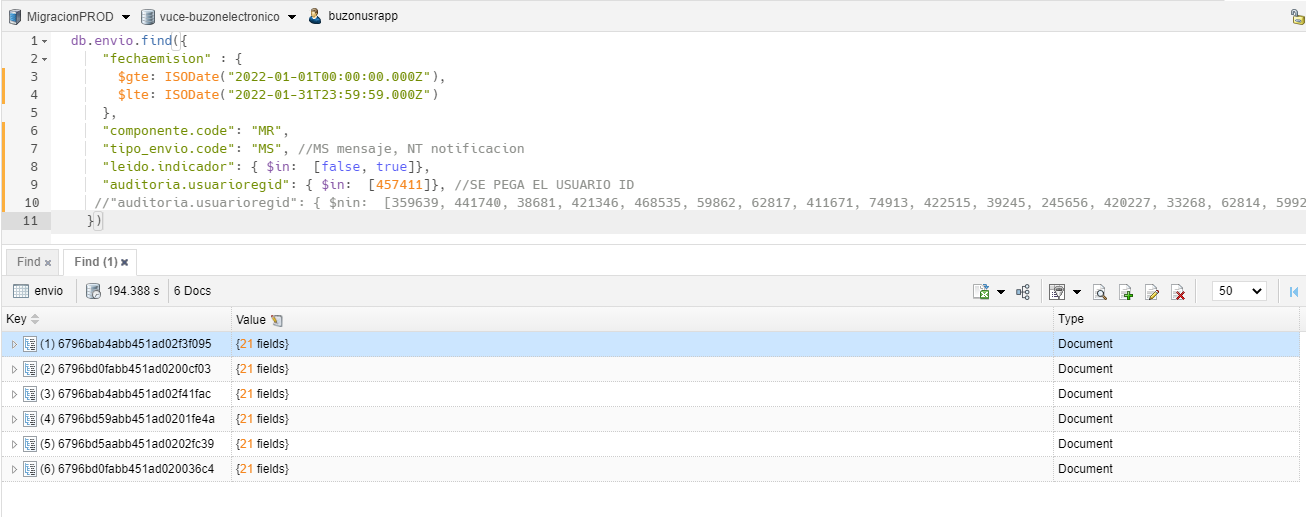 MigracionPROD vuce-buzonelectronico buzonusrapp
1 db.envio.find({
2 "fechaemision" : {
3 $gte: ISODate("2022-01-01T00:00:00.000Z"),
4 $lte: ISODate("2022-01-31T23:59:59.000Z")
5 },
6 "componente.code": "MR",
7 "tipo_envio.code": "MS", //MS mensaje, NT notificacion
8 "leido.indicador": { $in: [false, true]},
9 "auditoria.usuarioregid": { $in: [457411]}, //SE PEGA EL USUARIO ID
10 //"auditoria.usuarioregid": { $nin: [359639, 441740, 38681, 421346, 468535, 59862, 62817, 411671, 74913, 422515, 39245, 245656, 420227, 33268, 62814, 5992
11 })
Find Find (1)
envio 194.388 s 6 Docs 50
Key Value Type
(1) 6796bab4abb451ad02f3f095 {21 fields} Document
(2) 6796bd0fabb451ad0200cf03 {21 fields} Document
(3) 6796bab4abb451ad02f41fac {21 fields} Document
(4) 6796bd59abb451ad0201fe4a {21 fields} Document
(5) 6796bd5aabb451ad0202fc39 {21 fields} Document
(6) 6796bd0fabb451ad020036c4 {21 fields} Document